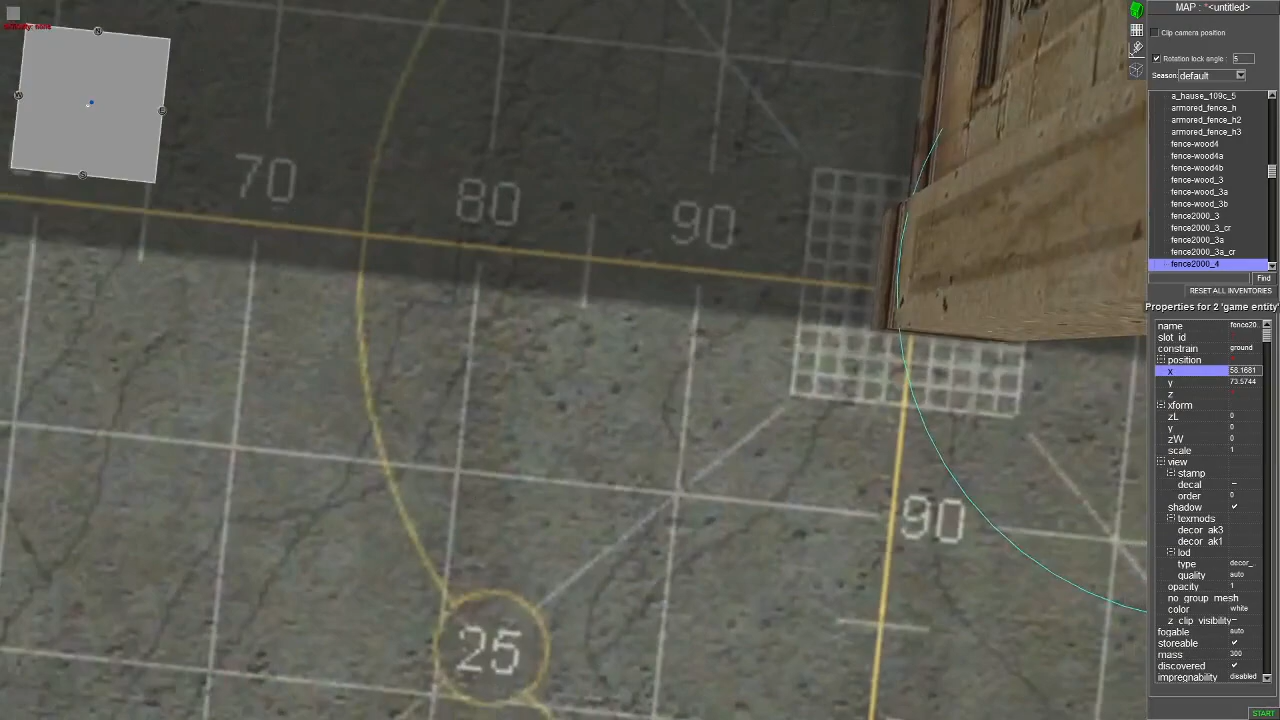 MAP : *<untitled>
Clip camera position
Rotation lock angle : 5
Season: default
a_hause_109c_5
armored_fence_h
armored_fence_h2
armored_fence_h3
fence-wood4
fence-wood4a
fence-wood4b
fence-wood_3
fence-wood_3a
fence-wood_3b
fence2000_3
fence2000_3_cr
fence2000_3a
fence2000_3a_cr
fence2000_4
Find
RESET ALL INVENTORIES
Properties for 2 'game entity'
name fence20..
slot_id
constrain ground
position
x 58.1681
y 73.5744
z
xform
zL 0
y 0
zW 0
scale 1
view
stamp
decal
order 0
shadow
texmods
decor_ak3
decor_ak1
lod
type decor_..
quality auto
opacity 1
no_group_mesh
color white
z_clip_visibility
fogable auto
storeable
mass 300
discovered
impregnability disabled
START
N
W
E
S
70
80
90
90
25